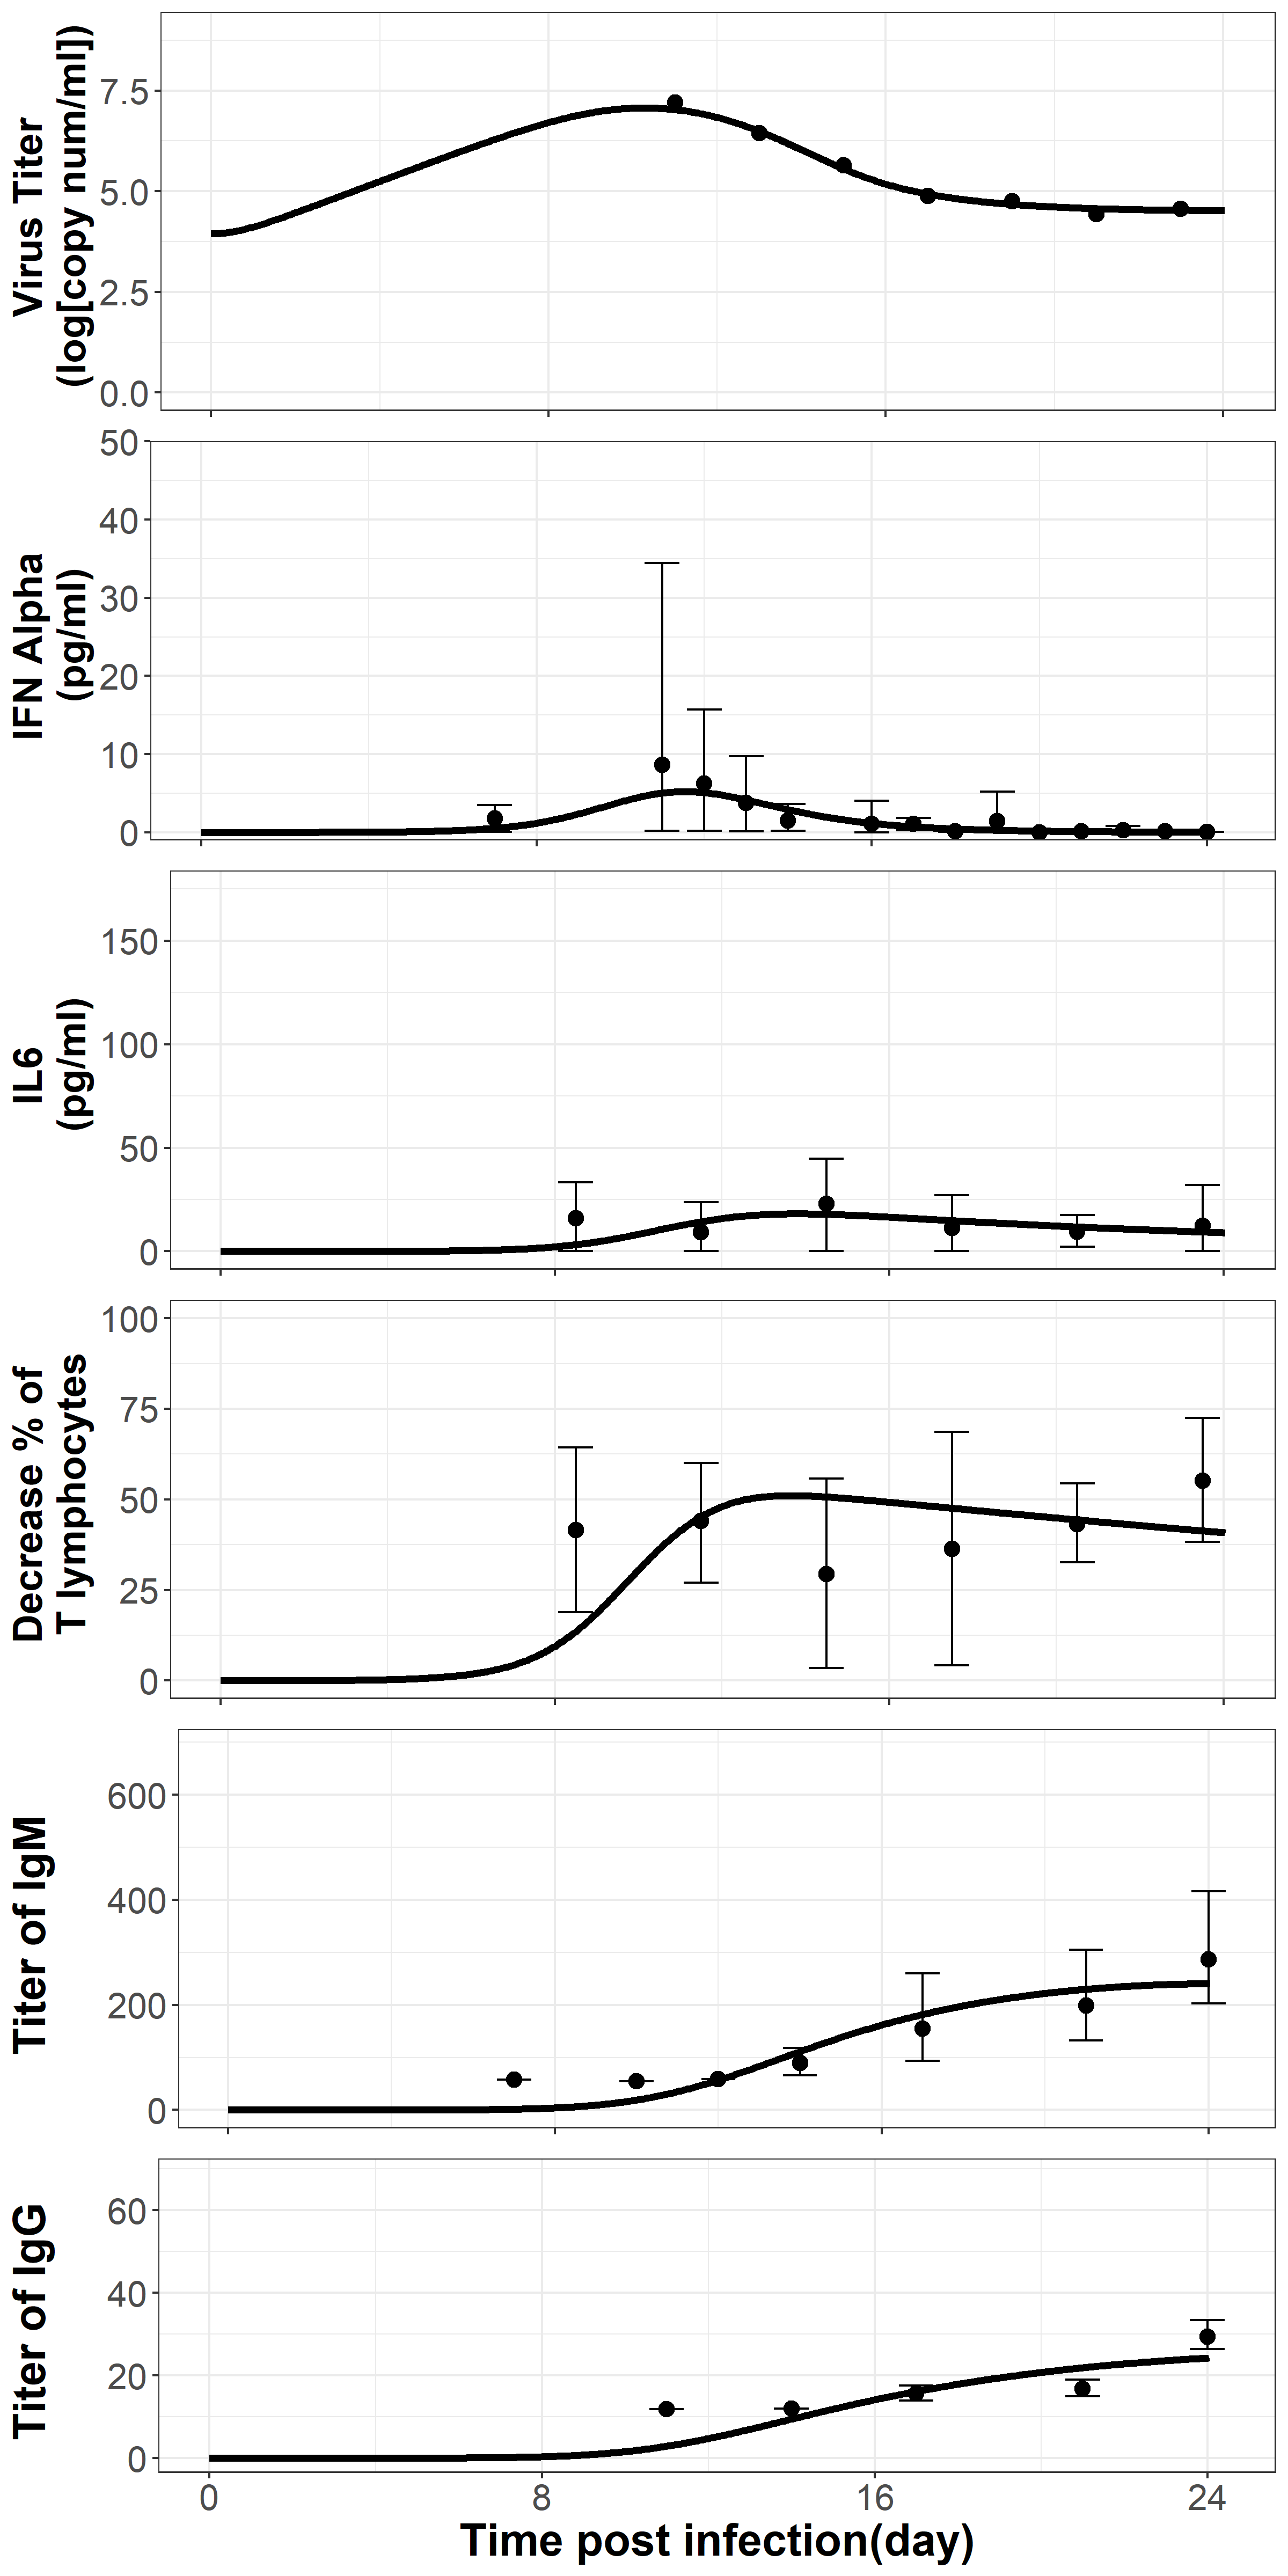 Virus Titer
(log[copy num/ml])
7.5
5.0
2.5
0.0
IFN Alpha
(pg/ml)
50
40
30
20
10
0
IL6
(pg/ml)
150
100
50
0
Decrease % of
T lymphocytes
100
75
50
25
0
Titer of IgM
600
400
200
0
Titer of IgG
60
40
20
0
0 8 16 24
Time post infection(day)